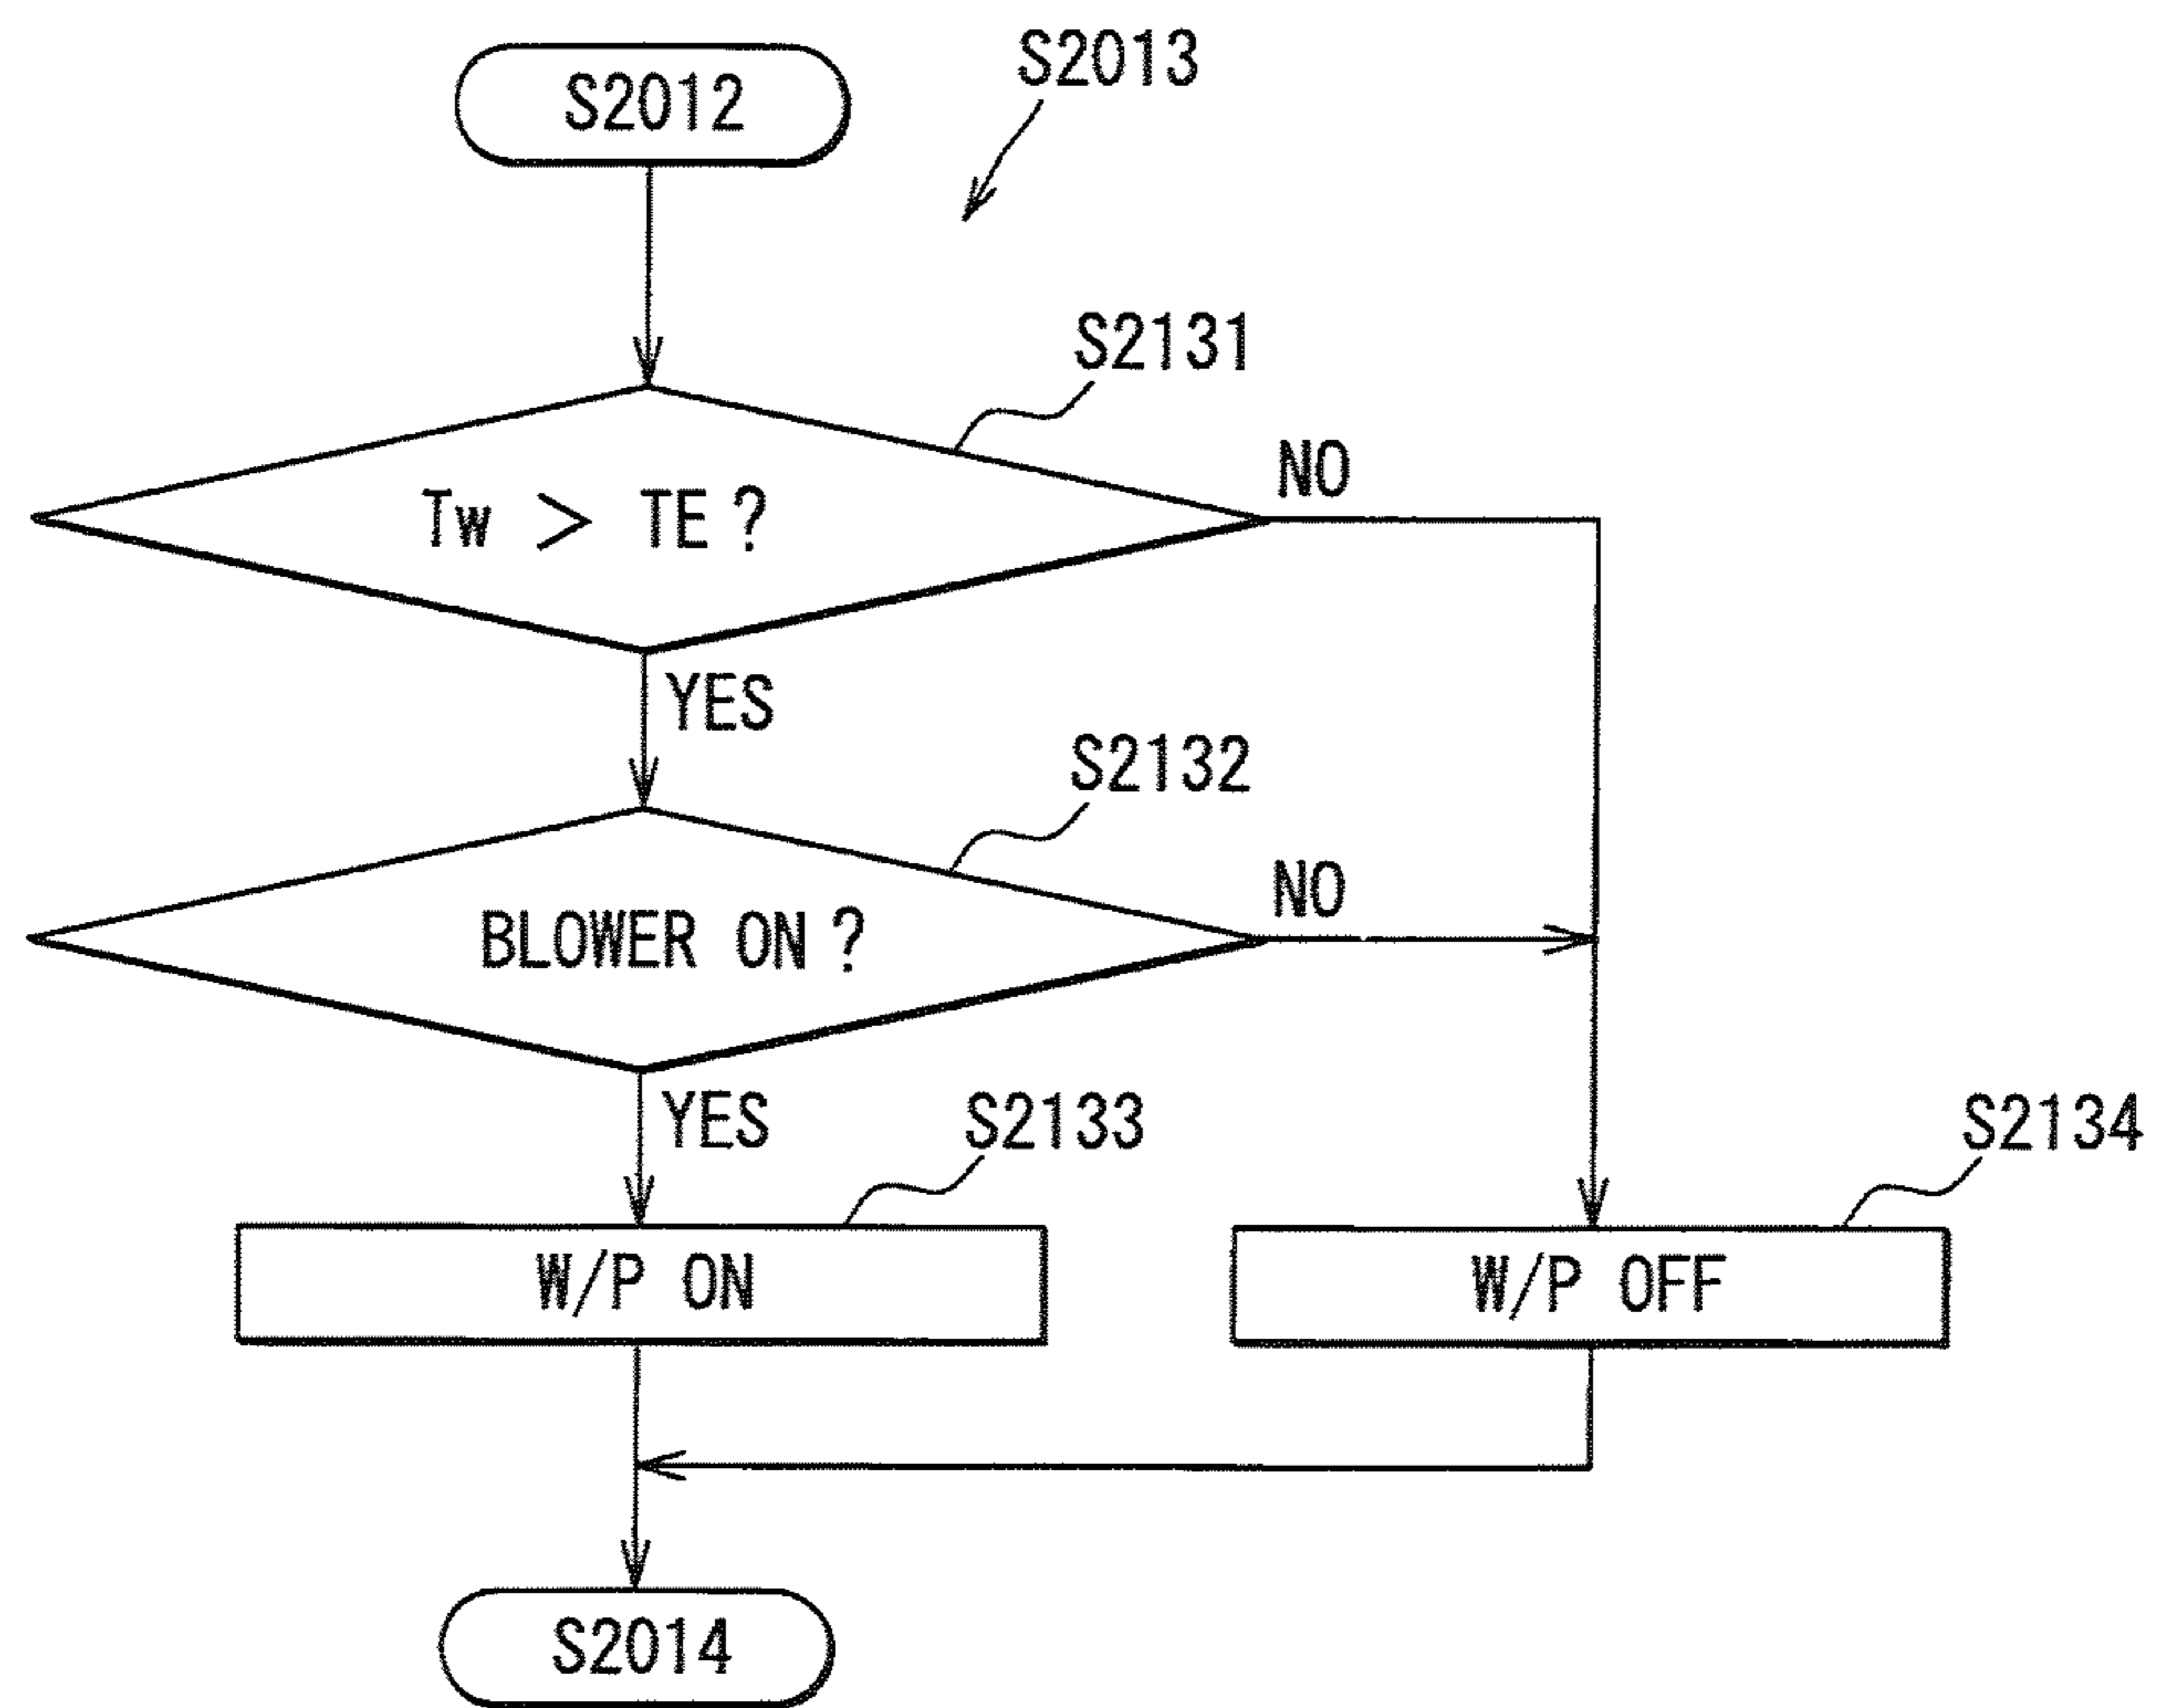 S2012
S2013
S2131
Tw > TE ?
NO
YES
S2132
BLOWER ON ?
NO
YES
S2133
S2134
W/P ON
W/P OFF
S2014